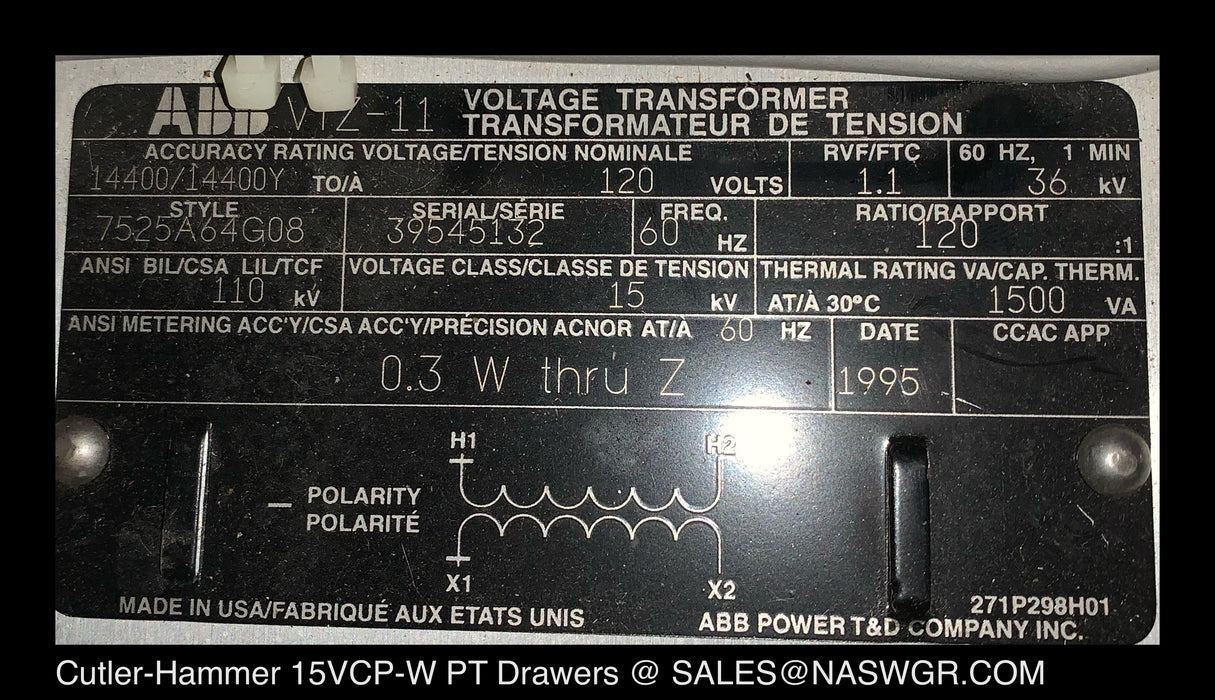 ABB VIZ-11 VOLTAGE TRANSFORMER
TRANSFORMATEUR DE TENSION
ACCURACY RATING VOLTAGE/TENSION NOMINALE
14400/14400Y TO/À 120 VOLTS
RVF/FTC
1.1
60 HZ, 1 MIN
36 kV
STYLE
7525A64G08
SERIAL/SÉRIE
39545132
FREQ.
60 HZ
RATIO/RAPPORT
120 :1
ANSI BIL/CSA LIL/TCF
110 kV
VOLTAGE CLASS/CLASSE DE TENSION
15 kV
THERMAL RATING VA/CAP. THERM.
AT/À 30°C 1500 VA
ANSI METERING ACC'Y/CSA ACC'Y/PRÉCISION ACNOR AT/À 60 HZ
0.3 W thru Z
DATE
1995
CCAC APP
H1 H2
POLARITY
POLARITÉ
X1 X2
MADE IN USA/FABRIQUÉ AUX ETATS UNIS
271P298H01
ABB POWER T&D COMPANY INC.
Cutler-Hammer 15VCP-W PT Drawers @ SALES@NASWGR.COM